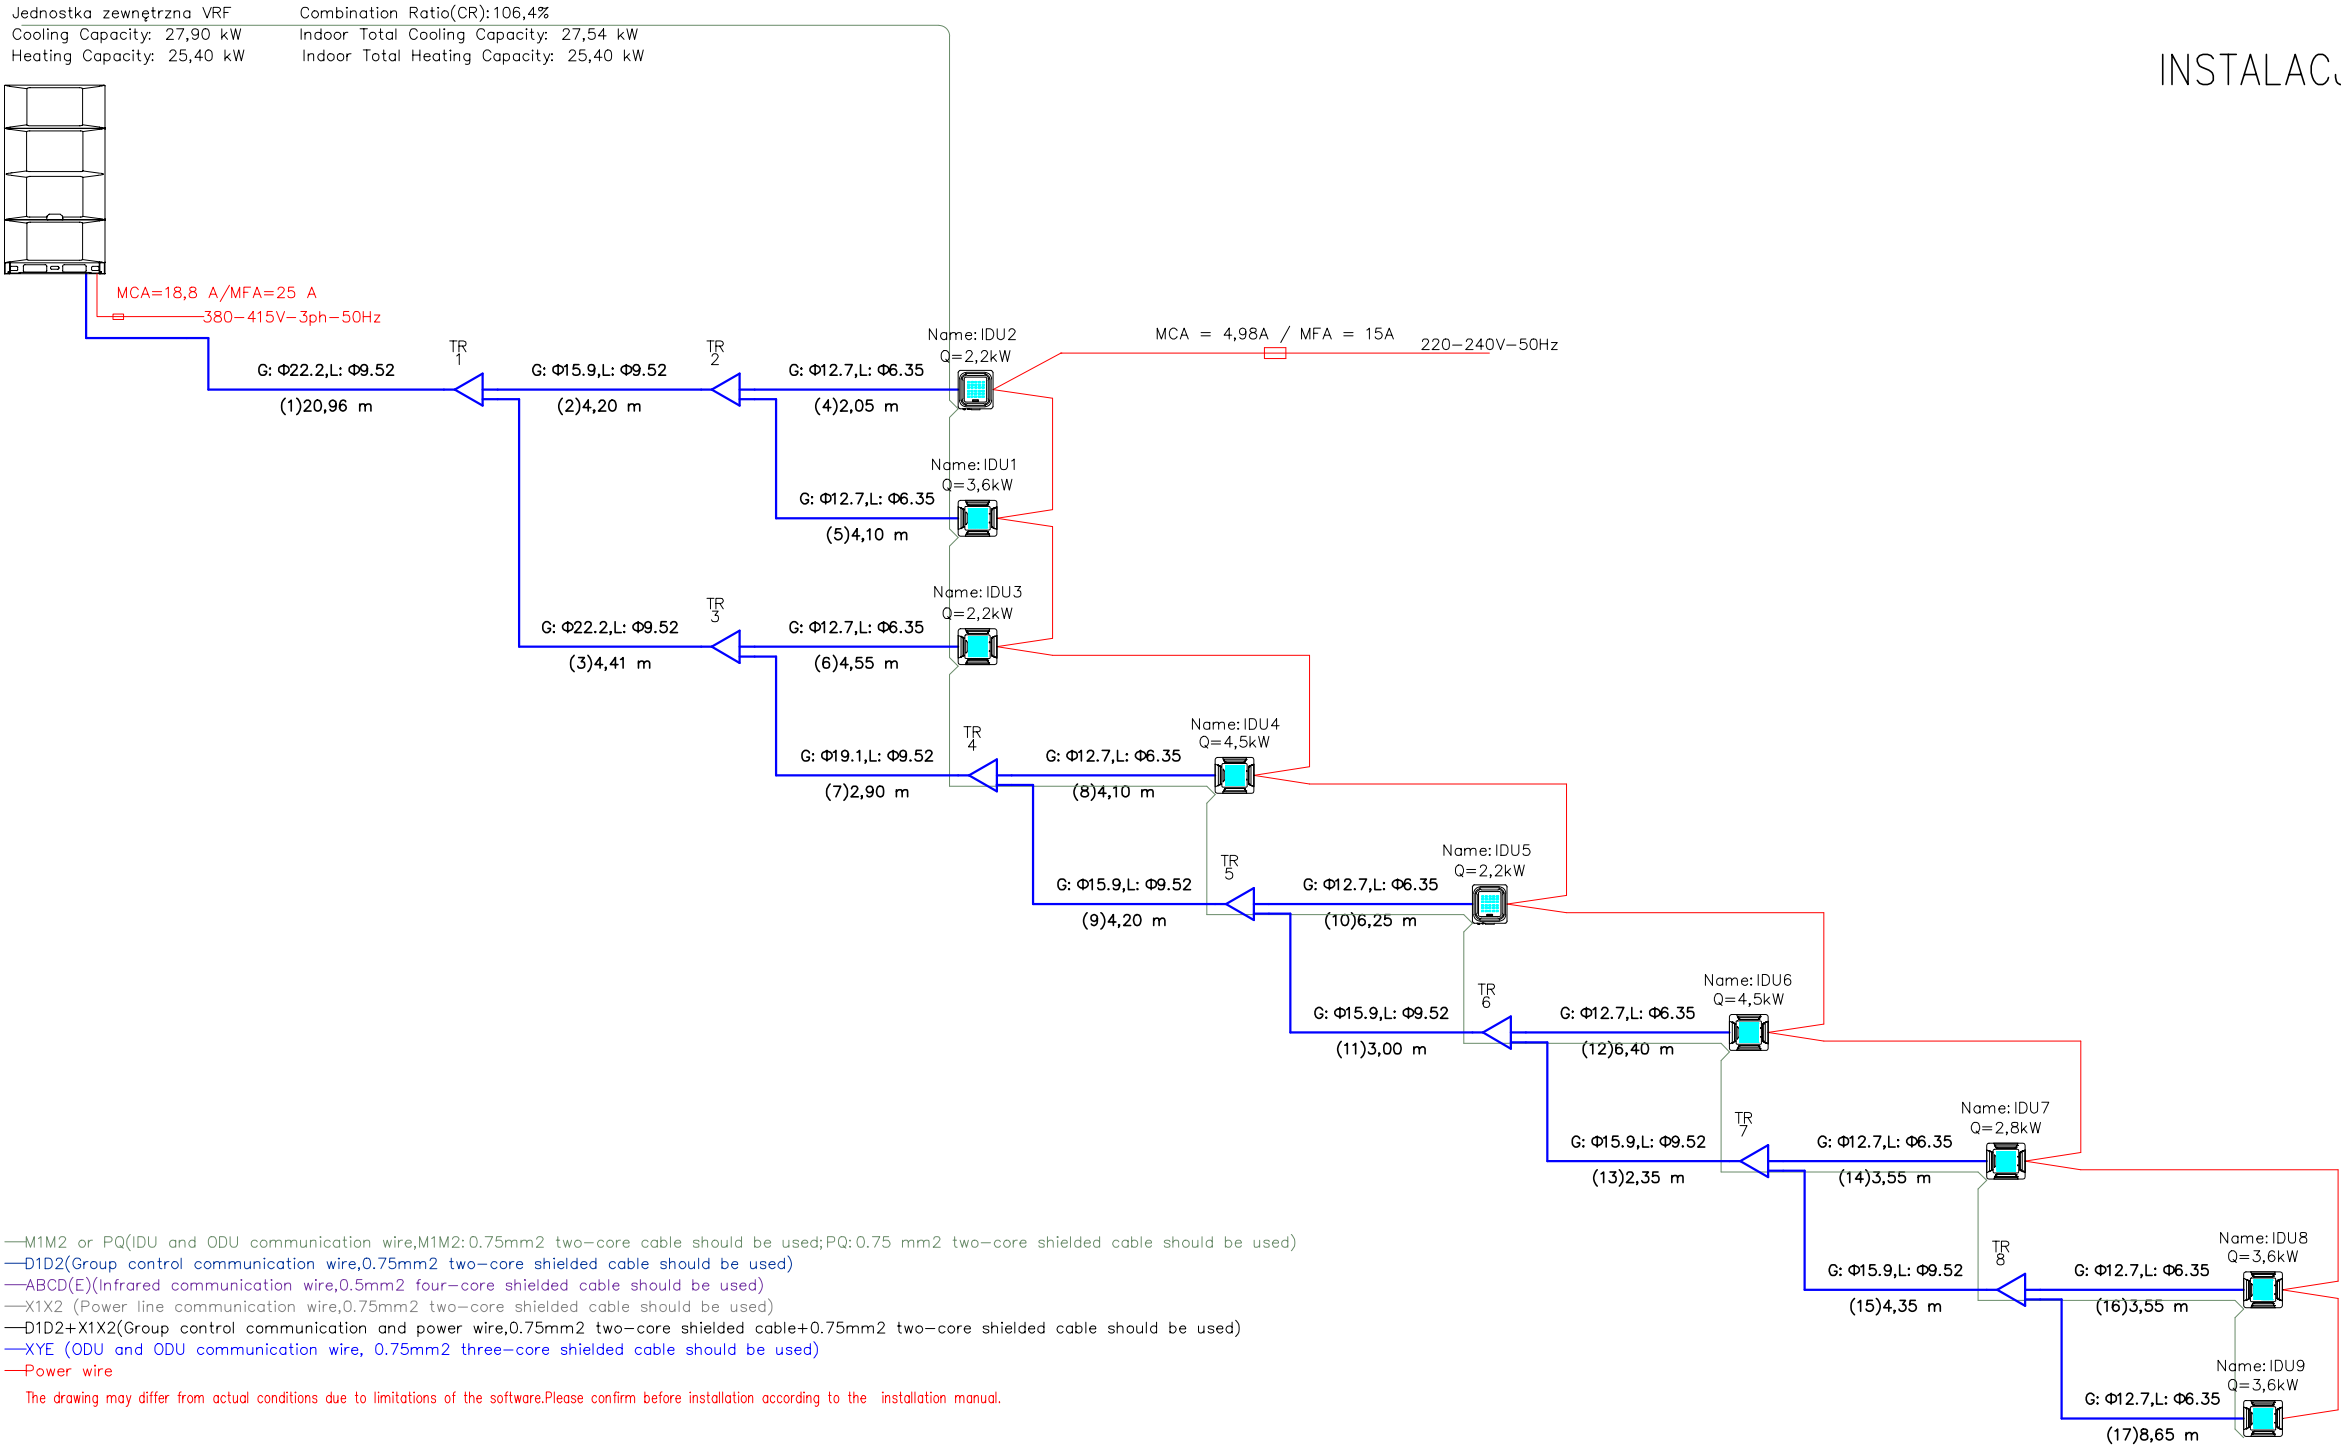 Jednostka zewnętrzna VRF
Cooling Capacity: 27,90 kW
Heating Capacity: 25,40 kW
Combination Ratio(CR):106,4%
Indoor Total Cooling Capacity: 27,54 kW
Indoor Total Heating Capacity: 25,40 kW
INSTALAC
MCA=18,8 A/MFA=25 A
380-415V-3ph-50Hz
G: Φ22.2,L: Φ9.52
(1)20,96 m
TR
1
G: Φ15.9,L: Φ9.52
(2)4,20 m
TR
2
G: Φ12.7,L: Φ6.35
(4)2,05 m
Name:IDU2
Q=2,2kW
MCA = 4,98A / MFA = 15A
220-240V-50Hz
Name:IDU1
Q=3,6kW
G: Φ12.7,L: Φ6.35
(5)4,10 m
G: Φ22.2,L: Φ9.52
(3)4,41 m
TR
3
G: Φ12.7,L: Φ6.35
(6)4,55 m
Name:IDU3
Q=2,2kW
G: Φ19.1,L: Φ9.52
(7)2,90 m
TR
4
G: Φ12.7,L: Φ6.35
(8)4,10 m
Name:IDU4
Q=4,5kW
G: Φ15.9,L: Φ9.52
(9)4,20 m
TR
5
G: Φ12.7,L: Φ6.35
(10)6,25 m
Name:IDU5
Q=2,2kW
G: Φ15.9,L: Φ9.52
(11)3,00 m
TR
6
G: Φ12.7,L: Φ6.35
(12)6,40 m
Name:IDU6
Q=4,5kW
G: Φ15.9,L: Φ9.52
(13)2,35 m
TR
7
G: Φ12.7,L: Φ6.35
(14)3,55 m
Name:IDU7
Q=2,8kW
G: Φ15.9,L: Φ9.52
(15)4,35 m
TR
8
G: Φ12.7,L: Φ6.35
(16)3,55 m
Name:IDU8
Q=3,6kW
G: Φ12.7,L: Φ6.35
(17)8,65 m
Name:IDU9
Q=3,6kW
M1M2 or PQ(IDU and ODU communication wire,M1M2:0.75mm2 two-core cable should be used;PQ:0.75 mm2 two-core shielded cable should be used)
D1D2(Group control communication wire,0.75mm2 two-core shielded cable should be used)
ABCD(E)(Infrared communication wire,0.5mm2 four-core shielded cable should be used)
X1X2 (Power line communication wire,0.75mm2 two-core shielded cable should be used)
D1D2+X1X2(Group control communication and power wire,0.75mm2 two-core shielded cable+0.75mm2 two-core shielded cable should be used)
XYE (ODU and ODU communication wire, 0.75mm2 three-core shielded cable should be used)
Power wire
The drawing may differ from actual conditions due to limitations of the software.Please confirm before installation according to the installation manual.